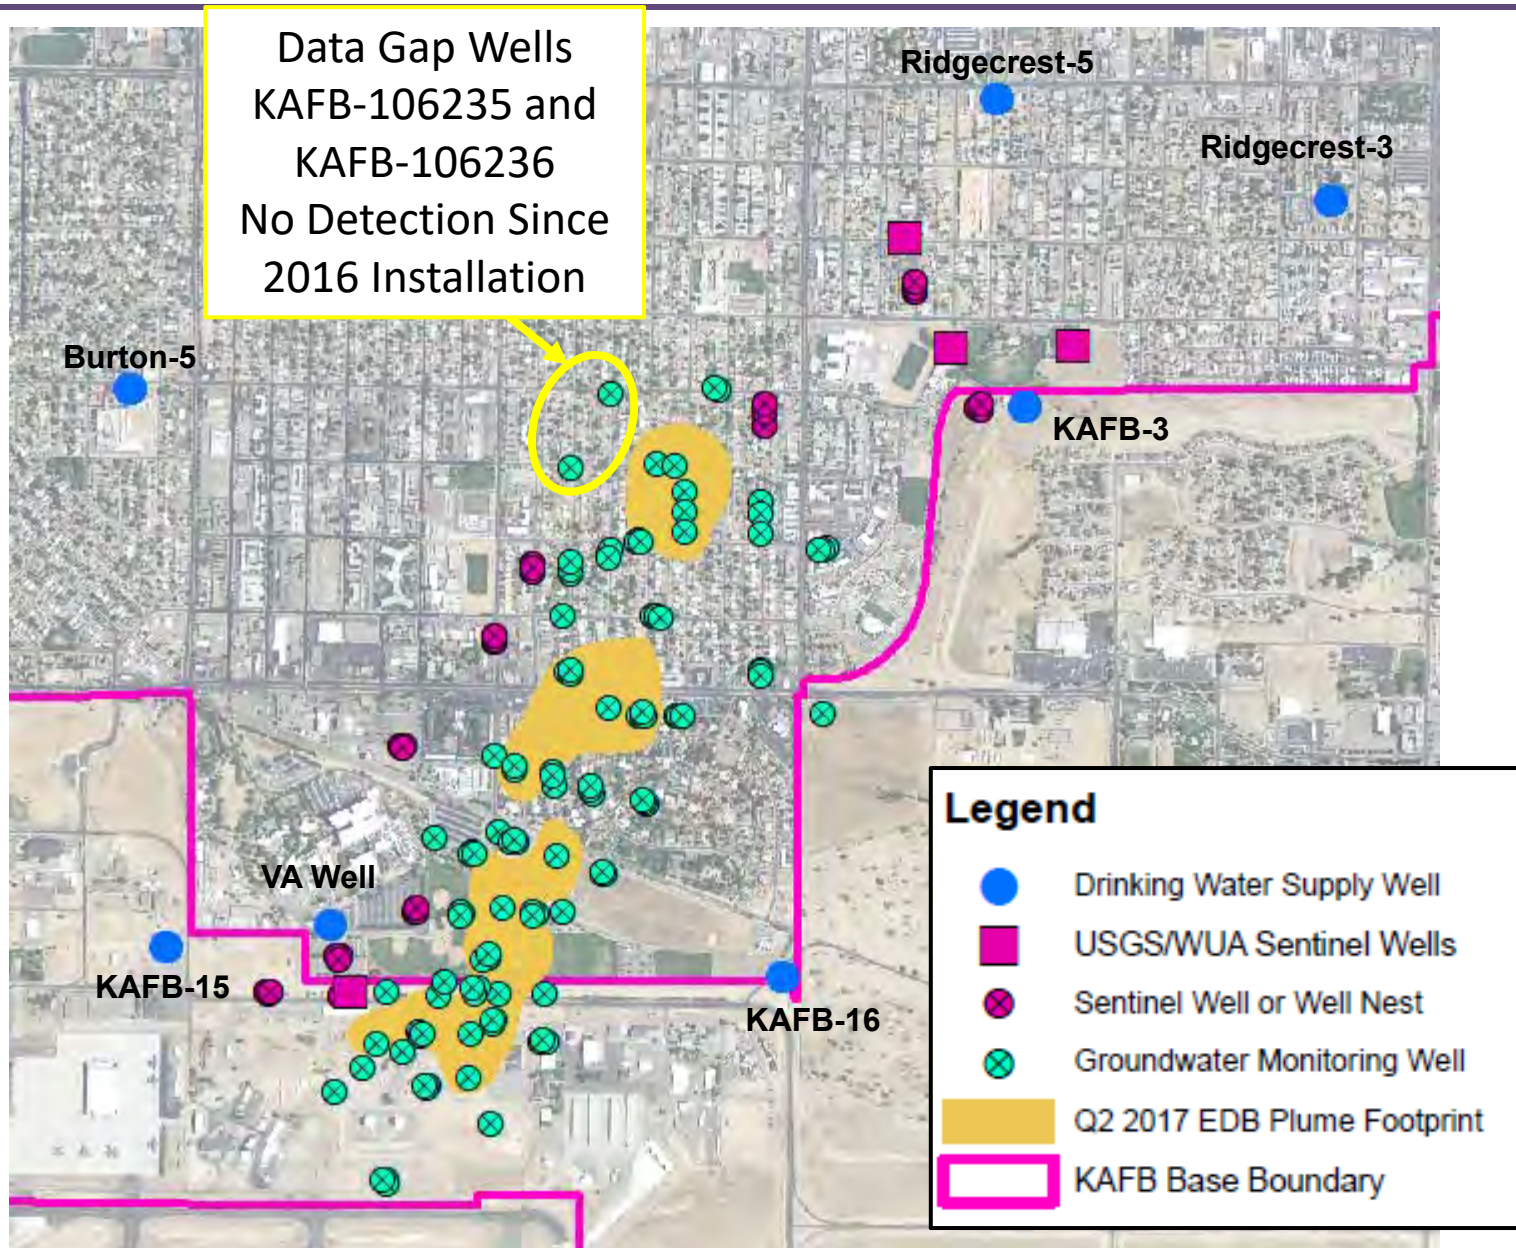 Data Gap Wells
KAFB-106235 and
KAFB-106236
No Detection Since
2016 Installation
Ridgecrest-5
Ridgecrest-3
Burton-5
KAFB-3
VA Well
KAFB-15
KAFB-16
Legend
Drinking Water Supply Well
USGS/WUA Sentinel Wells
Sentinel Well or Well Nest
Groundwater Monitoring Well
Q2 2017 EDB Plume Footprint
KAFB Base Boundary